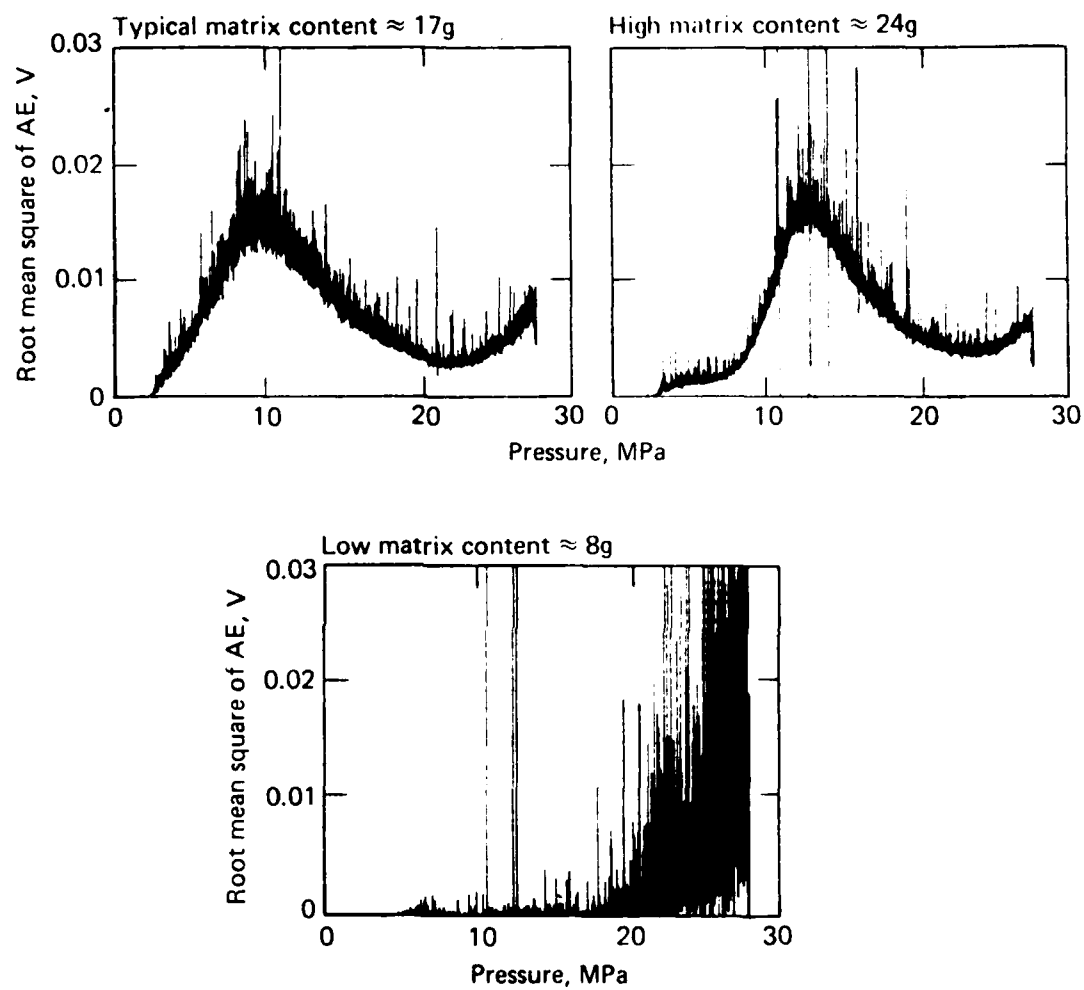 Typical matrix content ≈ 17g
High matrix content ≈ 24g
Root mean square of AE, V
0.03
0.02
0.01
0
0 10 20 30
0 10 20 30
Pressure, MPa
Low matrix content ≈ 8g
Root mean square of AE, V
0.03
0.02
0.01
0
0 10 20 30
Pressure, MPa